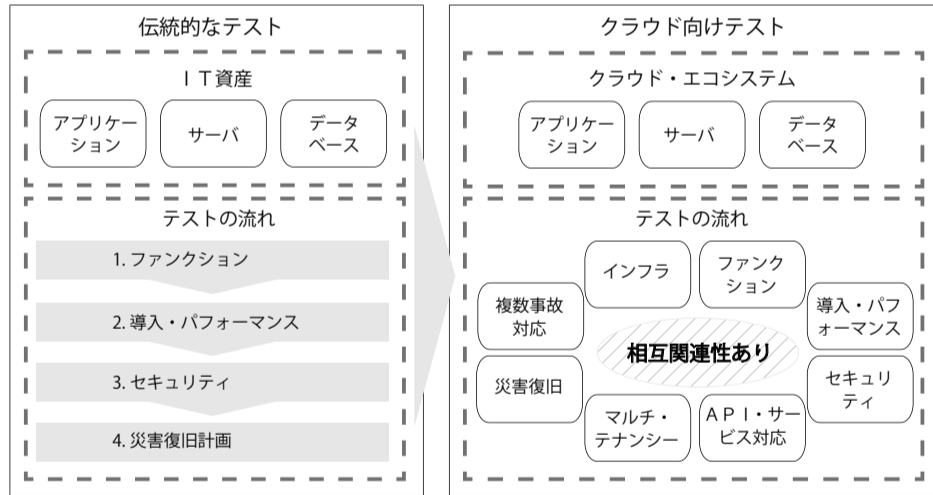 伝統的なテスト
ＩＴ資産
アプリケー
ション
サーバ
データ
ベース
テストの流れ
1. ファンクション
2. 導入・パフォーマンス
3. セキュリティ
4. 災害復旧計画
クラウド向けテスト
クラウド・エコシステム
アプリケー
ション
サーバ
データ
ベース
テストの流れ
インフラ
ファンク
ション
複数事故
対応
導入・パフ
ォーマンス
相互関連性あり
災害復旧
セキュリ
ティ
マルチ・
テナンシー
ＡＰＩ・サー
ビス対応